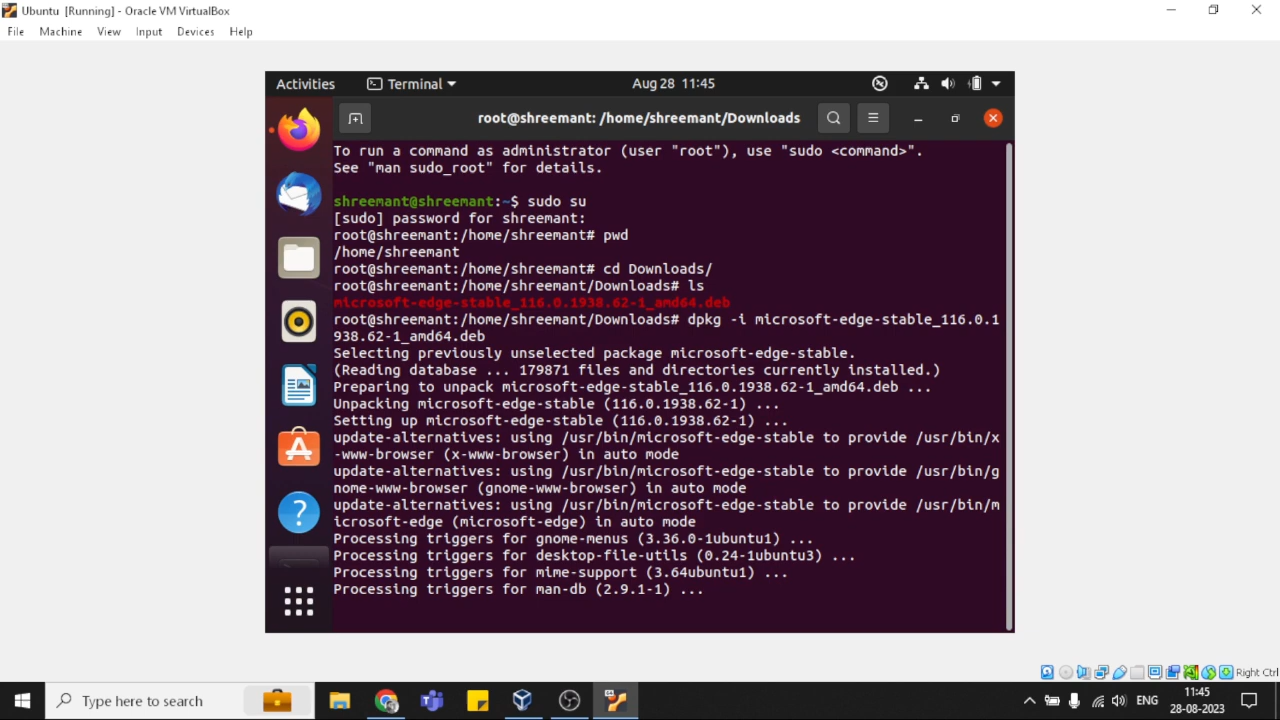 Ubuntu [Running] - Oracle VM VirtualBox
File Machine View Input Devices Help
Activities Terminal Aug 28 11:45
root@shreemant: /home/shreemant/Downloads
To run a command as administrator (user "root"), use "sudo <command>".
See "man sudo_root" for details.
shreemant@shreemant:~$ sudo su
[sudo] password for shreemant:
root@shreemant:/home/shreemant# pwd
/home/shreemant
root@shreemant:/home/shreemant# cd Downloads/
root@shreemant:/home/shreemant/Downloads# ls
microsoft-edge-stable_116.0.1938.62-1_amd64.deb
root@shreemant:/home/shreemant/Downloads# dpkg -i microsoft-edge-stable_116.0.1
938.62-1_amd64.deb
Selecting previously unselected package microsoft-edge-stable.
(Reading database ... 179871 files and directories currently installed.)
Preparing to unpack microsoft-edge-stable_116.0.1938.62-1_amd64.deb ...
Unpacking microsoft-edge-stable (116.0.1938.62-1) ...
Setting up microsoft-edge-stable (116.0.1938.62-1) ...
update-alternatives: using /usr/bin/microsoft-edge-stable to provide /usr/bin/x
-www-browser (x-www-browser) in auto mode
update-alternatives: using /usr/bin/microsoft-edge-stable to provide /usr/bin/g
nome-www-browser (gnome-www-browser) in auto mode
update-alternatives: using /usr/bin/microsoft-edge-stable to provide /usr/bin/m
icrosoft-edge (microsoft-edge) in auto mode
Processing triggers for gnome-menus (3.36.0-1ubuntu1) ...
Processing triggers for desktop-file-utils (0.24-1ubuntu3) ...
Processing triggers for mime-support (3.64ubuntu1) ...
Processing triggers for man-db (2.9.1-1) ...
Right Ctrl
Type here to search
ENG
11:45
28-08-2023